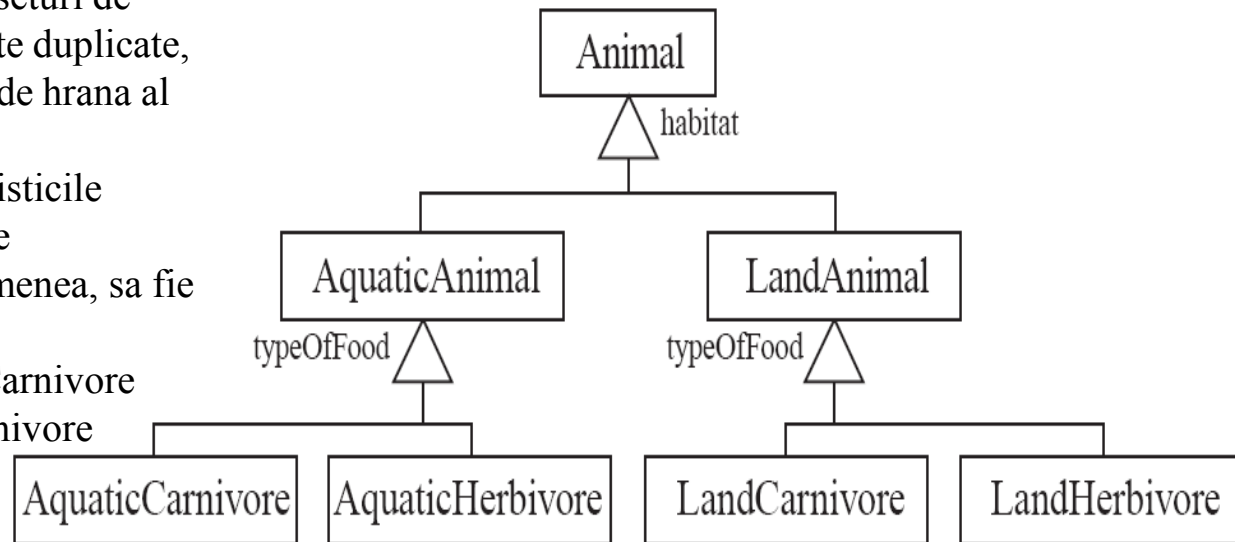 seturi de
te duplicate,
de hrana al
isticile
e
menea, sa fie
Carnivore
nivore
Animal
habitat
AquaticAnimal
LandAnimal
typeOfFood
typeOfFood
AquaticCarnivore
AquaticHerbivore
LandCarnivore
LandHerbivore